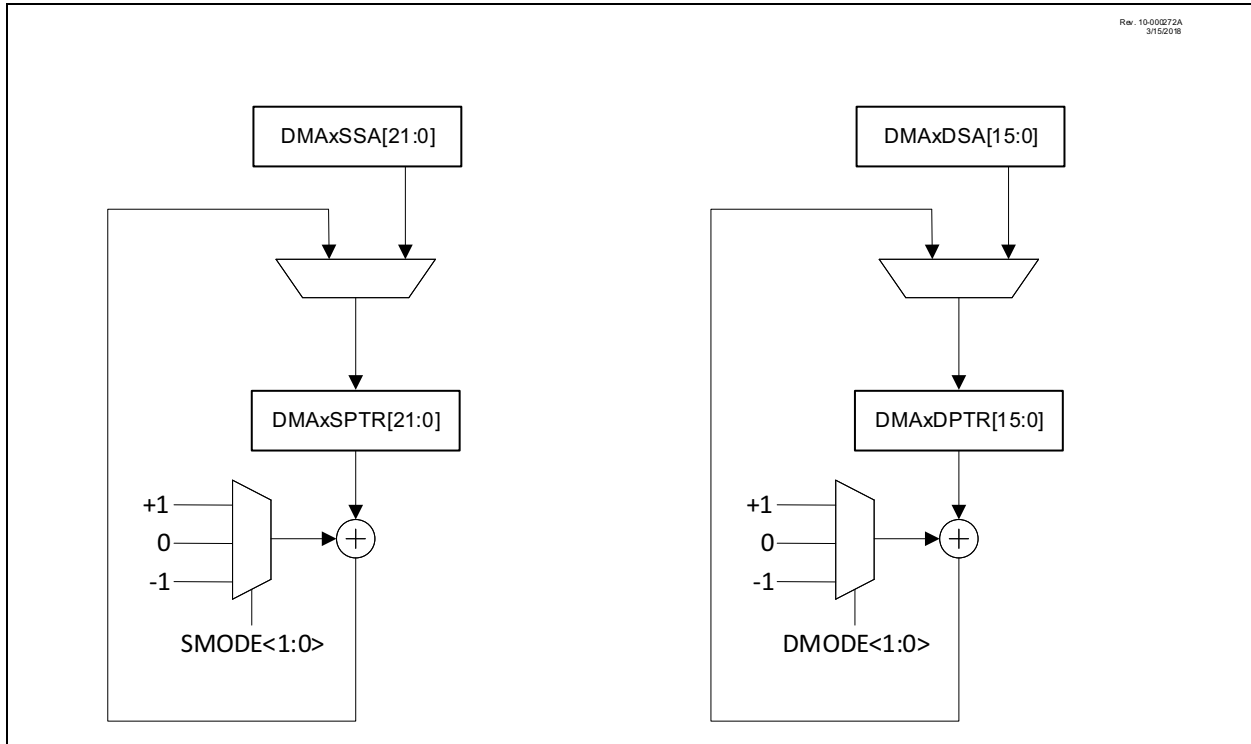 Rev. 10-000272A
3/15/2018
DMAxSSA[21:0]
DMAxSPTR[21:0]
+1
0
-1
SMODE<1:0>
DMAxDSA[15:0]
DMAxDPTR[15:0]
+1
0
-1
DMODE<1:0>